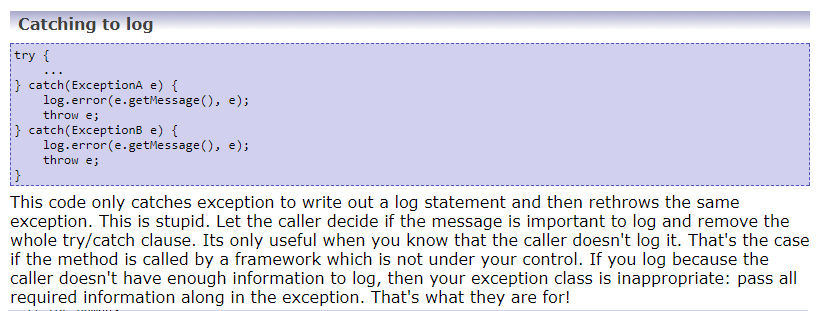 Catching to log
try {
    ...
} catch(ExceptionA e) {
    log.error(e.getMessage(), e);
    throw e;
} catch(ExceptionB e) {
    log.error(e.getMessage(), e);
    throw e;
}
This code only catches exception to write out a log statement and then rethrows the same
exception. This is stupid. Let the caller decide if the message is important to log and remove the
whole try/catch clause. Its only useful when you know that the caller doesn't log it. That's the case
if the method is called by a framework which is not under your control. If you log because the
caller doesn't have enough information to log, then your exception class is inappropriate: pass all
required information along in the exception. That's what they are for!